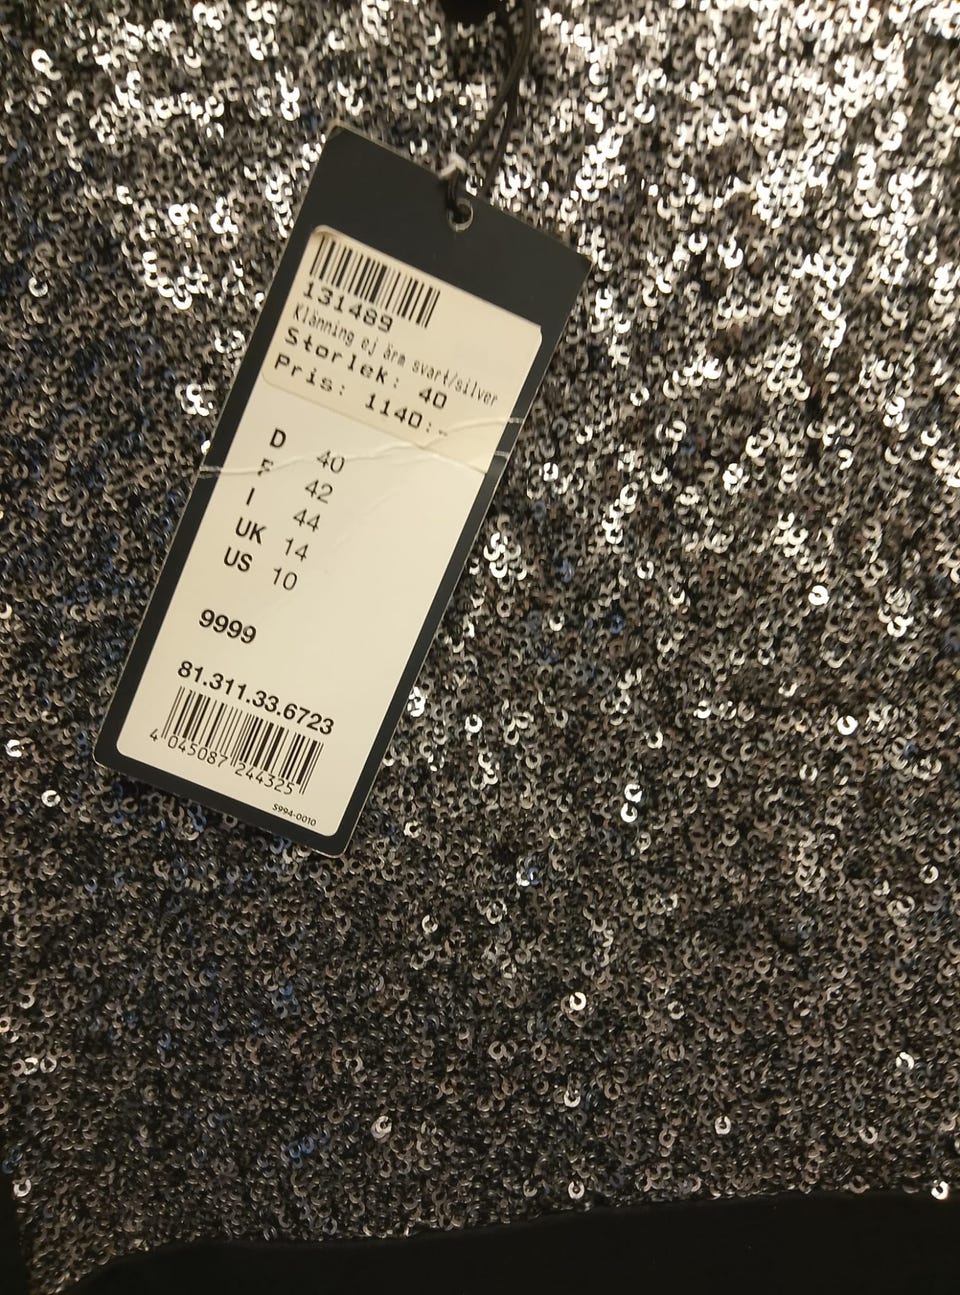 131489
Klänning ej ärm svart/silver
Storlek: 40
Pris: 1140:-
D 40
F 42
I 44
UK 14
US 10
9999
81.311.33.6723
4 045087 244325
S994-0010